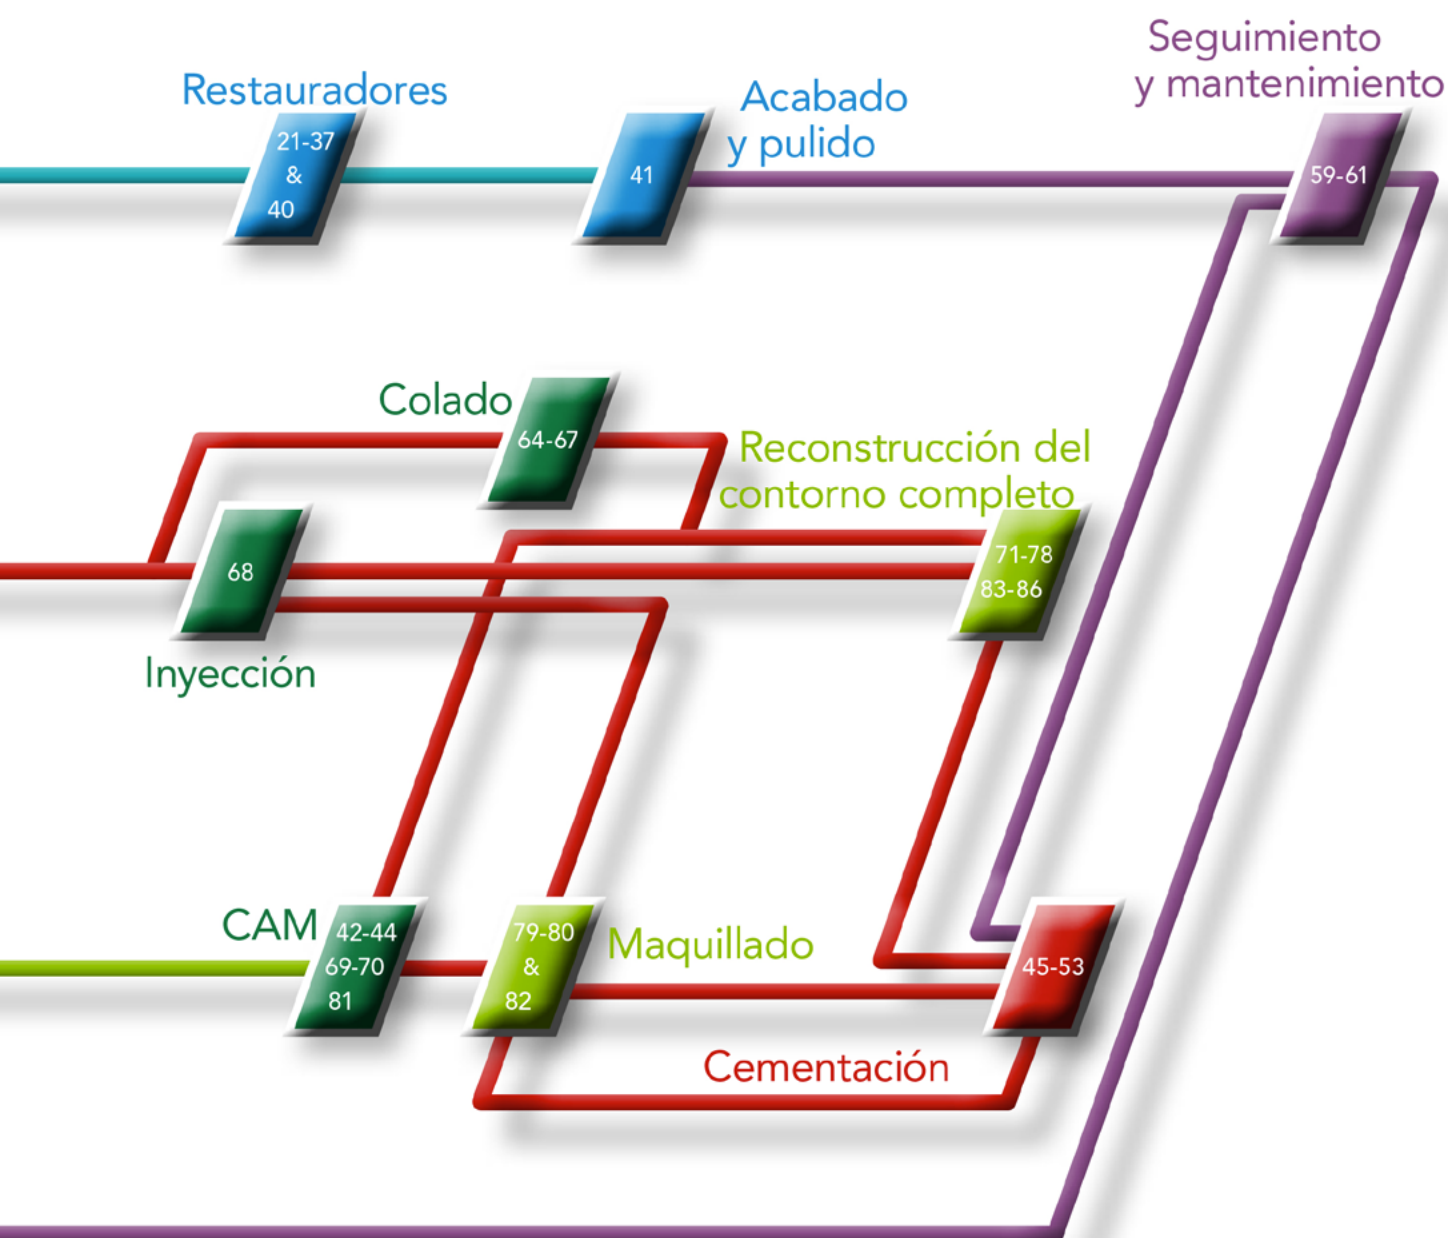 Seguimiento
y mantenimiento
Restauradores
Acabado
y pulido
21-37
&
40
41
59-61
Colado
64-67
Reconstrucción del
contorno completo
71-78
83-86
68
Inyección
CAM
42-44
69-70
81
79-80
&
82
Maquillado
45-53
Cementación